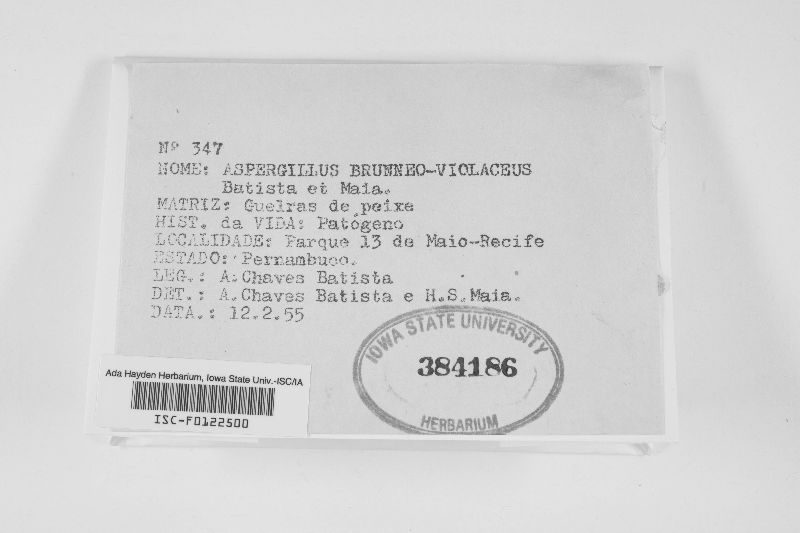 Nº 347
NOME: ASPERGILLUS BRUNNEO-VIOLACEUS
Batista et Maia.
MATRIZ: Guelras de peixe
HIST. da VIDA: Patógeno
LOCALIDADE: Parque 13 de Maio-Recife
ESTADO: Pernambuco.
LEG.: A.Chaves Batista
DET.: A.Chaves Batista e H.S.Maia.
DATA.: 12.2.55
IOWA STATE UNIVERSITY
384186
HERBARIUM
Ada Hayden Herbarium, Iowa State Univ.-ISC/IA
ISC-F0122500